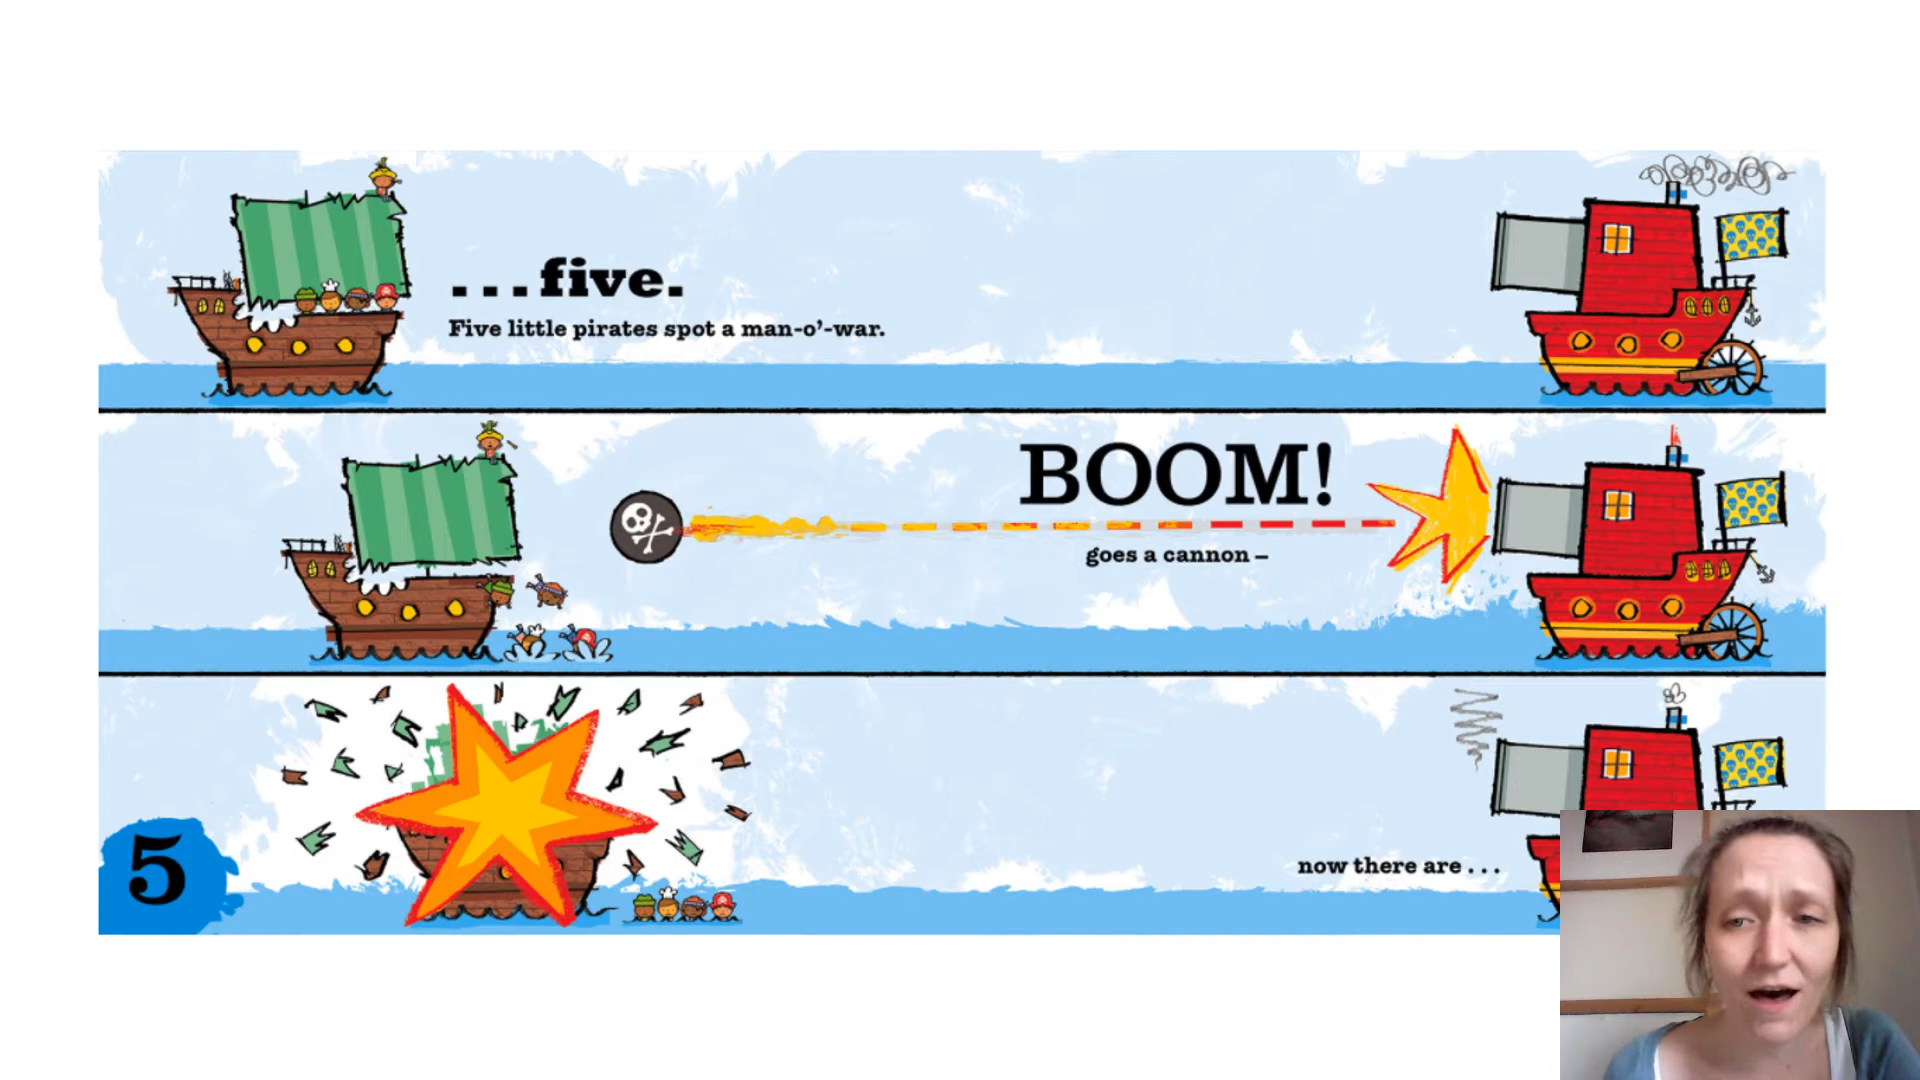 ...five.
Five little pirates spot a man-o’-war.
BOOM!
goes a cannon –
5
now there are...